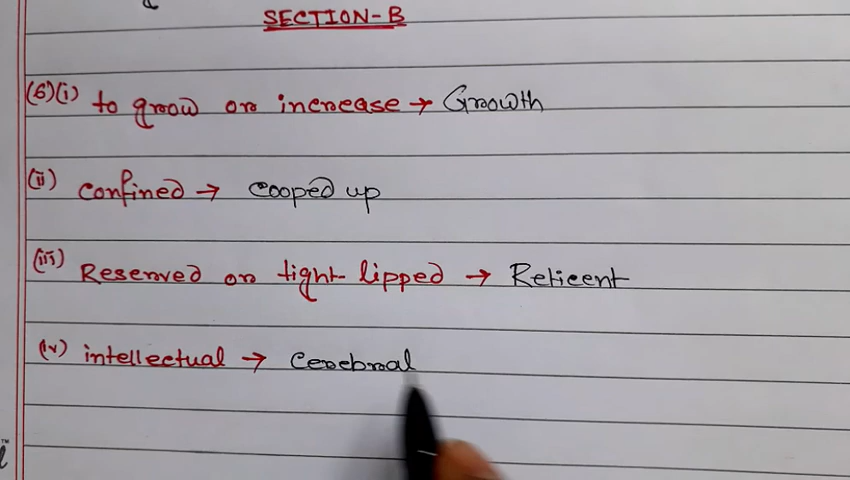 SECTION-B
(6)(i) to grow or increase → Growth
(ii) Confined → cooped up
(iii) Reserved or tight-lipped → Reticent
(iv) intellectual → Cerebral